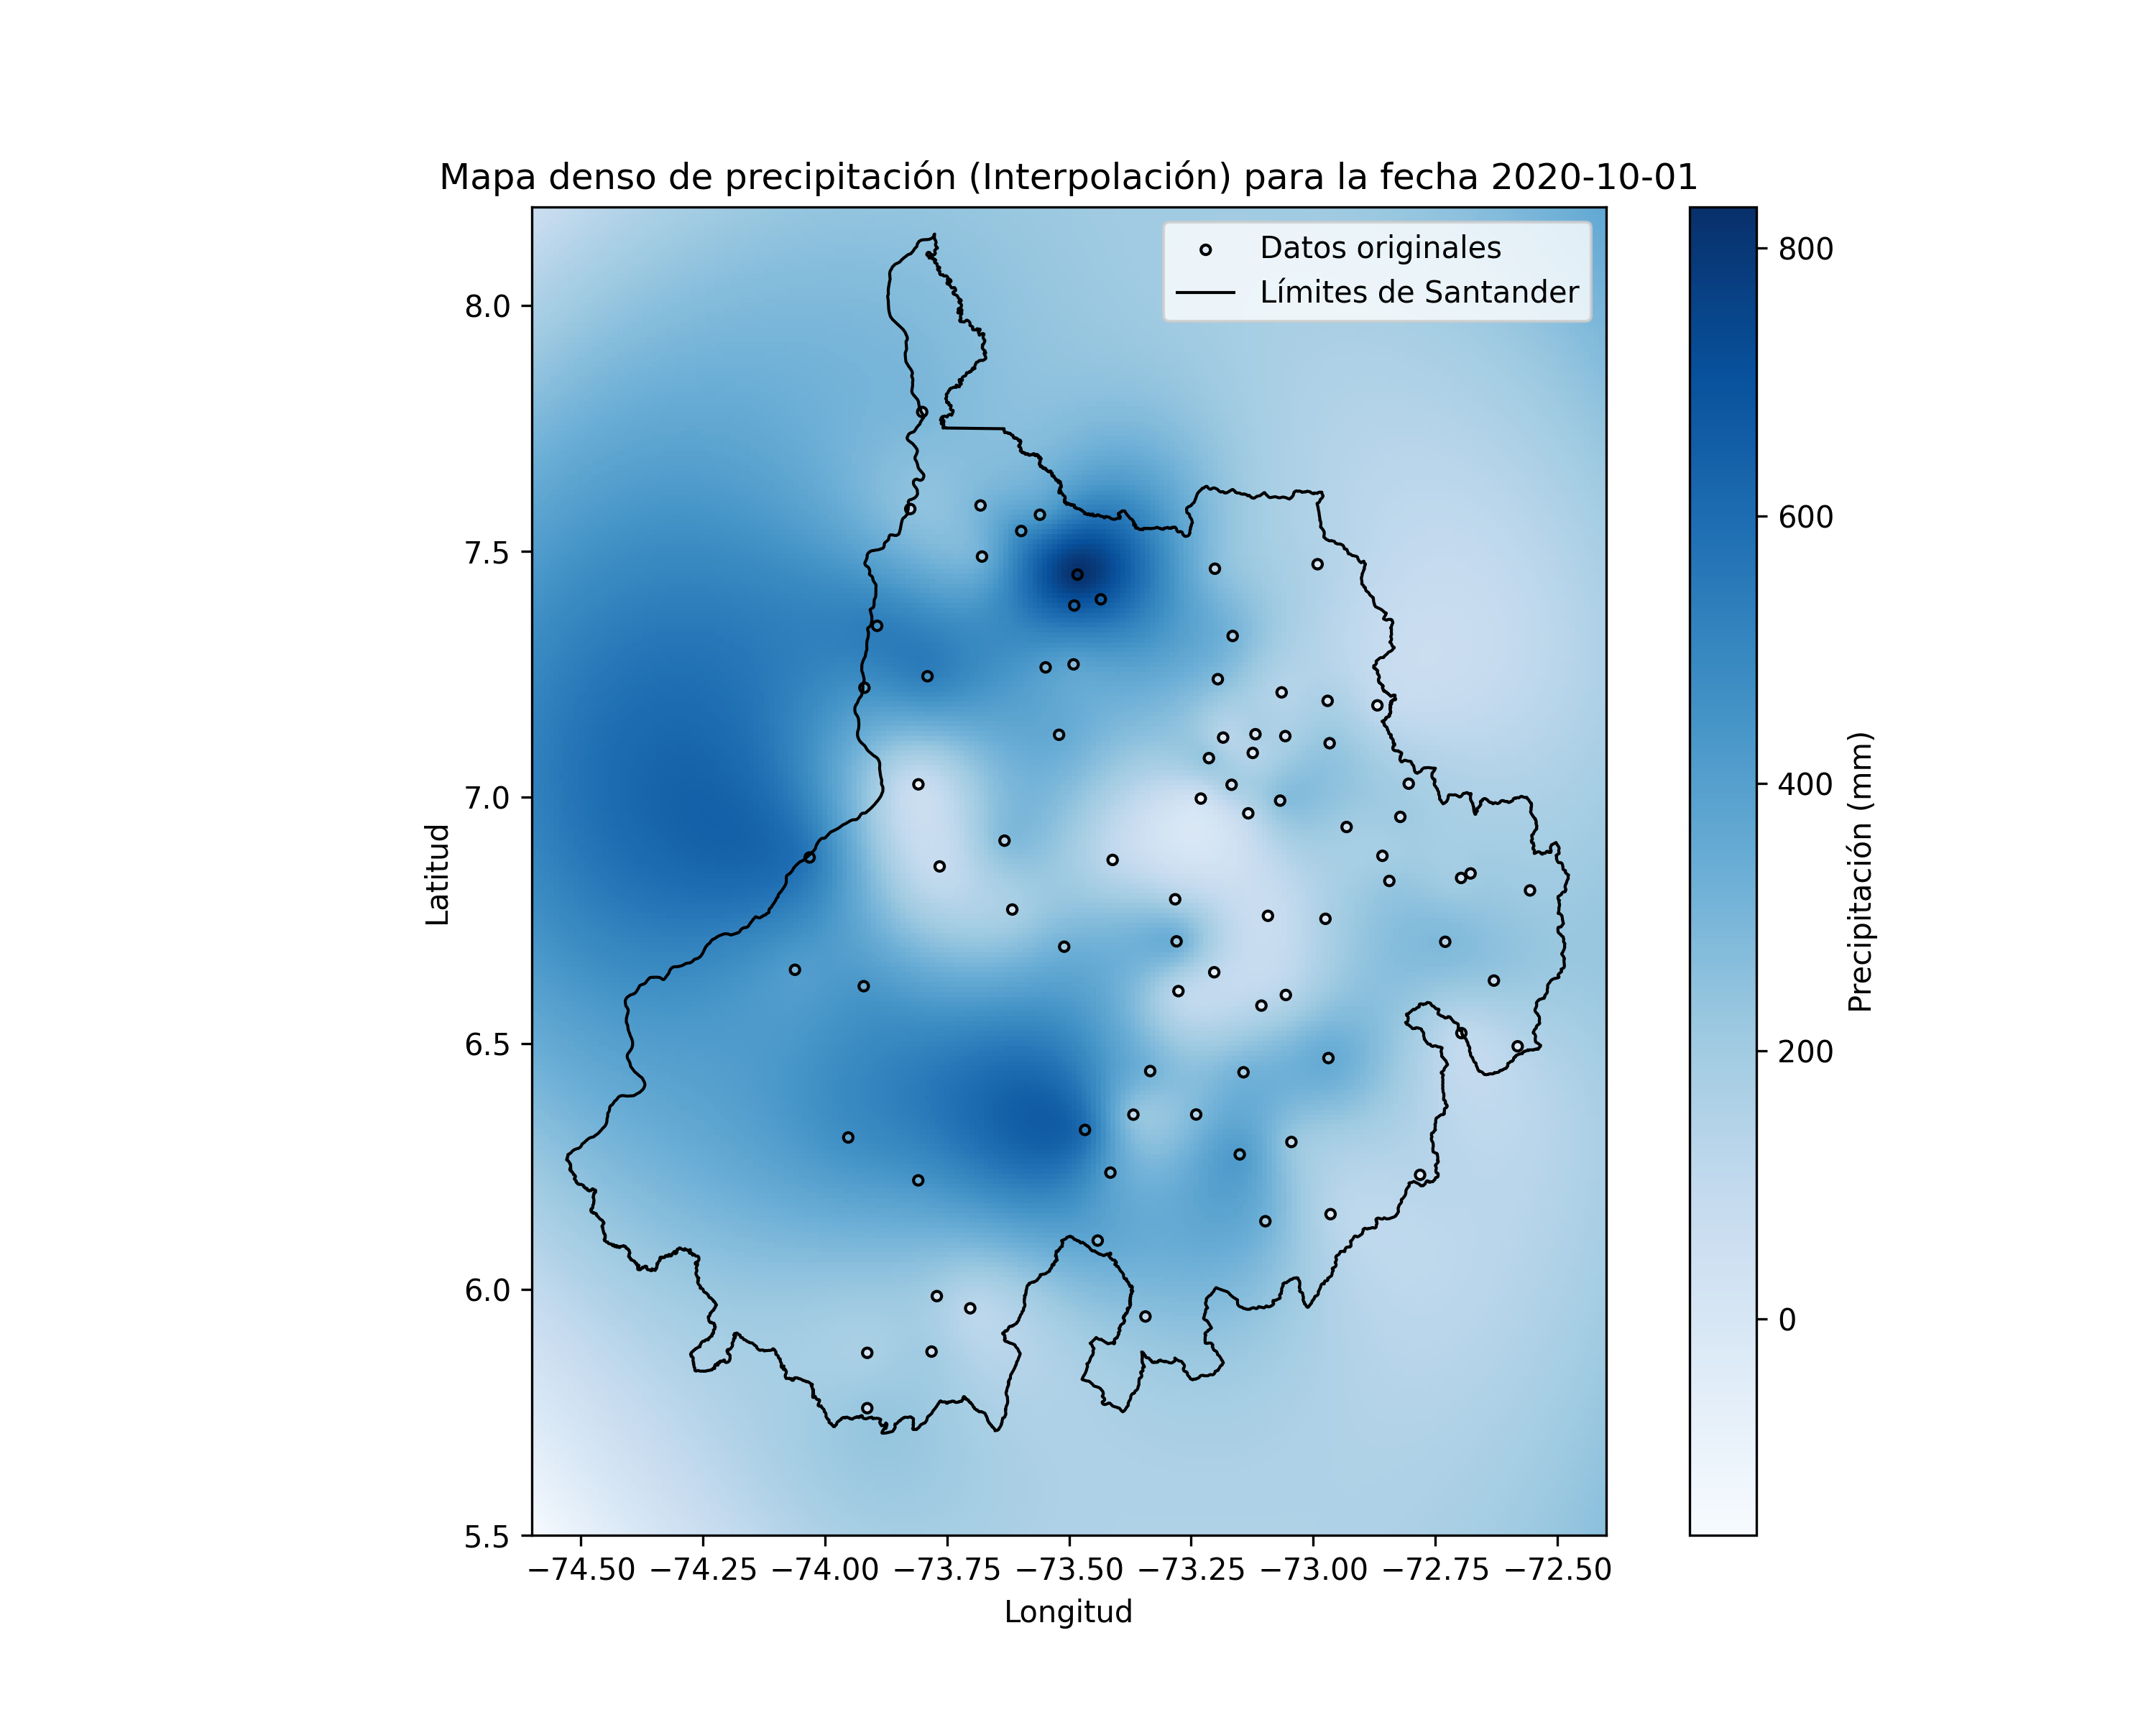 Mapa denso de precipitación (Interpolación) para la fecha 2020-10-01
Datos originales
Límites de Santander
800
600
400
200
0
Precipitación (mm)
8.0
7.5
7.0
6.5
6.0
5.5
Latitud
−74.50 −74.25 −74.00 −73.75 −73.50 −73.25 −73.00 −72.75 −72.50
Longitud